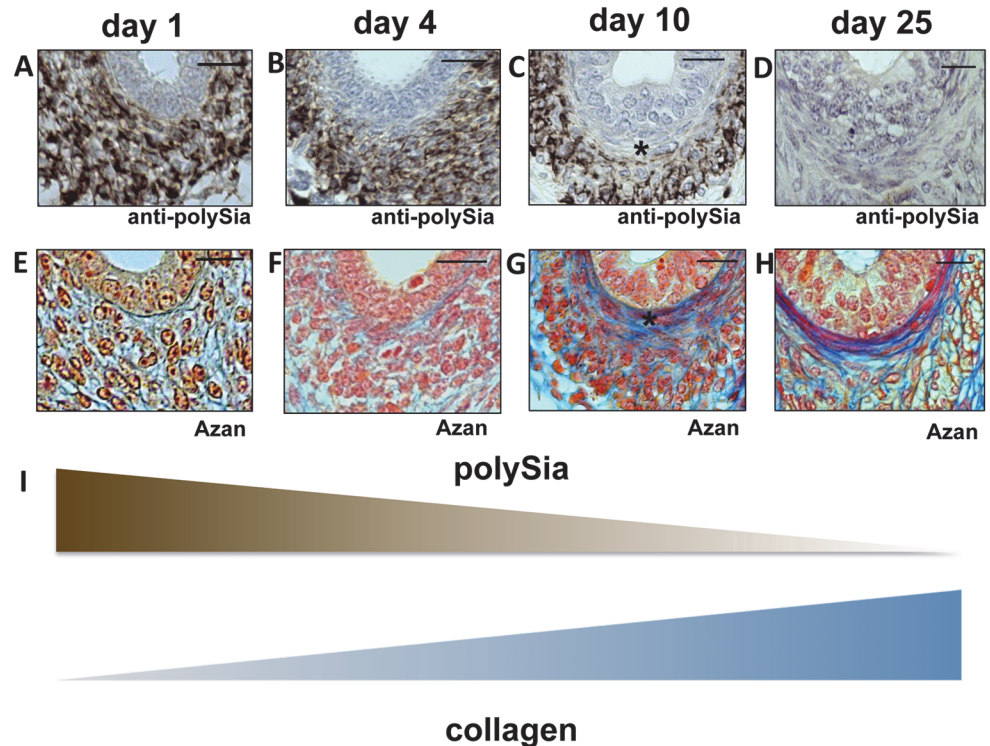 day 1 day 4 day 10 day 25
A B C D
*
anti-polySia anti-polySia anti-polySia anti-polySia
E F G H
*
Azan Azan Azan Azan
I polySia
collagen